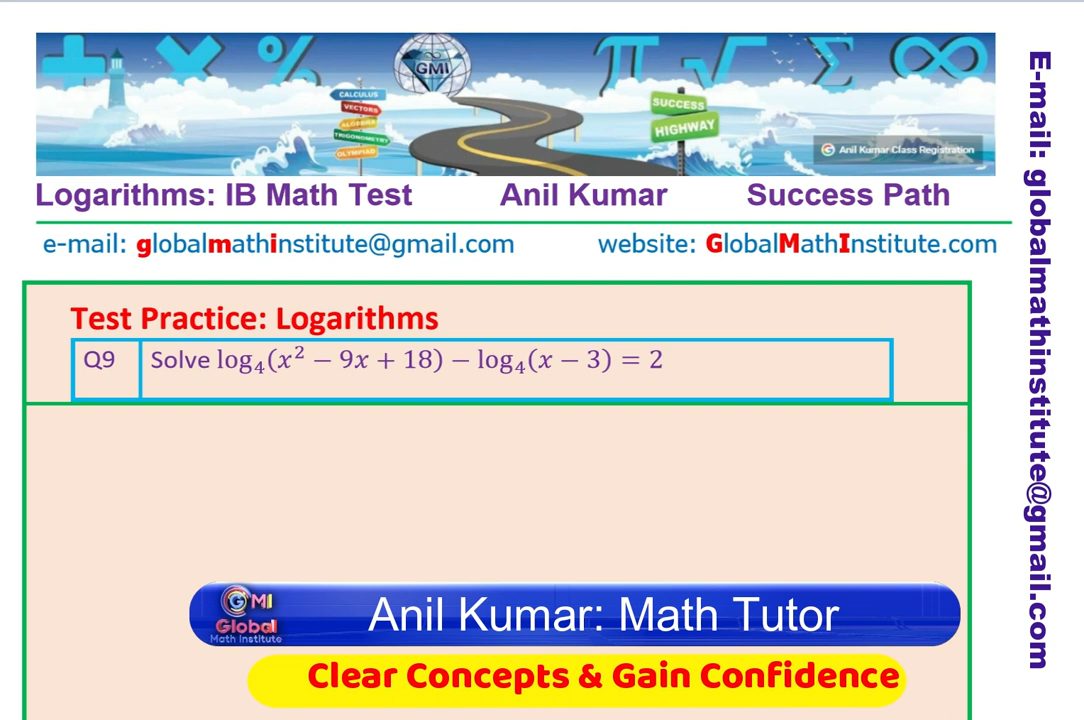 GMI
CALCULUS
VECTORS
ALGEBRA
TRIGONOMETRY
OLYMPIAD
SUCCESS
HIGHWAY
Anil Kumar Class Registration
Logarithms: IB Math Test Anil Kumar Success Path
e-mail: globalmathinstitute@gmail.com website: GlobalMathInstitute.com
E-mail: globalmathinstitute@gmail.com
Test Practice: Logarithms
Q9 Solve log₄(x² − 9x + 18) − log₄(x − 3) = 2
GMI
Global
Math Institute
Anil Kumar: Math Tutor
Clear Concepts & Gain Confidence